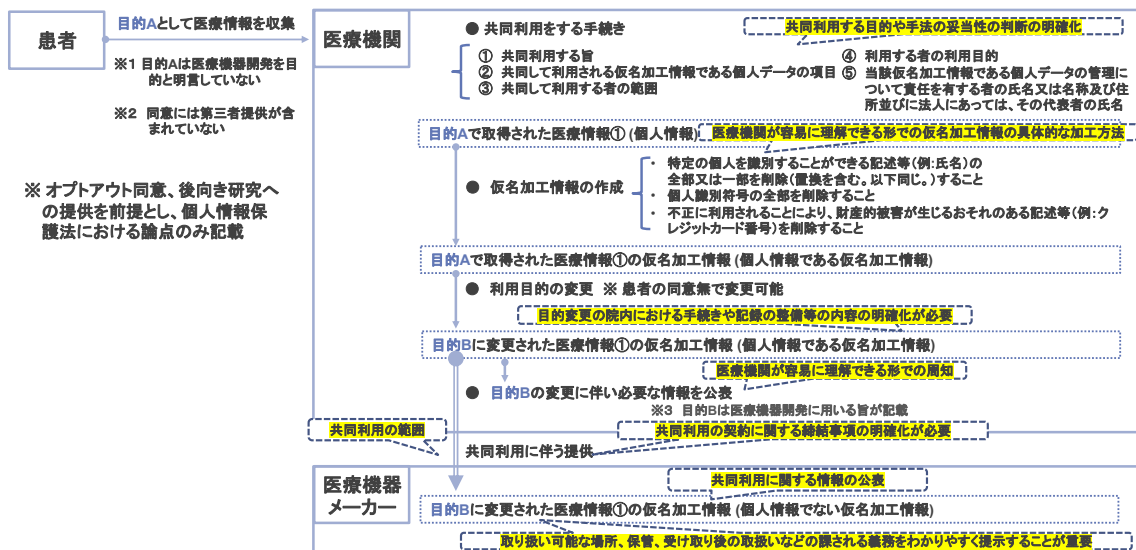 患者
目的Aとして医療情報を収集
※1 目的Aは医療機器開発を目
的と明言していない
※2 同意には第三者提供が含
まれていない
※ オプトアウト同意、後向き研究へ
の提供を前提とし、個人情報保
護法における論点のみ記載
医療機関
● 共同利用をする手続き
共同利用する目的や手法の妥当性の判断の明確化
① 共同利用する旨
② 共同して利用される仮名加工情報である個人データの項目
③ 共同して利用する者の範囲
④ 利用する者の利用目的
⑤ 当該仮名加工情報である個人データの管理に
ついて責任を有する者の氏名又は名称及び住
所並びに法人にあっては、その代表者の氏名
目的Aで取得された医療情報① (個人情報)
医療機関が容易に理解できる形での仮名加工情報の具体的な加工方法
● 仮名加工情報の作成
・ 特定の個人を識別することができる記述等(例:氏名)の
全部又は一部を削除(置換を含む。以下同じ。)すること
・ 個人識別符号の全部を削除すること
・ 不正に利用されることにより、財産的被害が生じるおそれのある記述等(例:ク
レジットカード番号)を削除すること
目的Aで取得された医療情報①の仮名加工情報 (個人情報である仮名加工情報)
● 利用目的の変更 ※ 患者の同意無で変更可能
目的変更の院内における手続きや記録の整備等の内容の明確化が必要
目的Bに変更された医療情報①の仮名加工情報 (個人情報である仮名加工情報)
医療機関が容易に理解できる形での周知
● 目的Bの変更に伴い必要な情報を公表
※3 目的Bは医療機器開発に用いる旨が記載
共同利用の範囲
共同利用の契約に関する締結事項の明確化が必要
共同利用に伴う提供
医療機器
メーカー
共同利用に関する情報の公表
目的Bに変更された医療情報①の仮名加工情報 (個人情報でない仮名加工情報)
取り扱い可能な場所、保管、受け取り後の取扱いなどの課される義務をわかりやすく提示することが重要